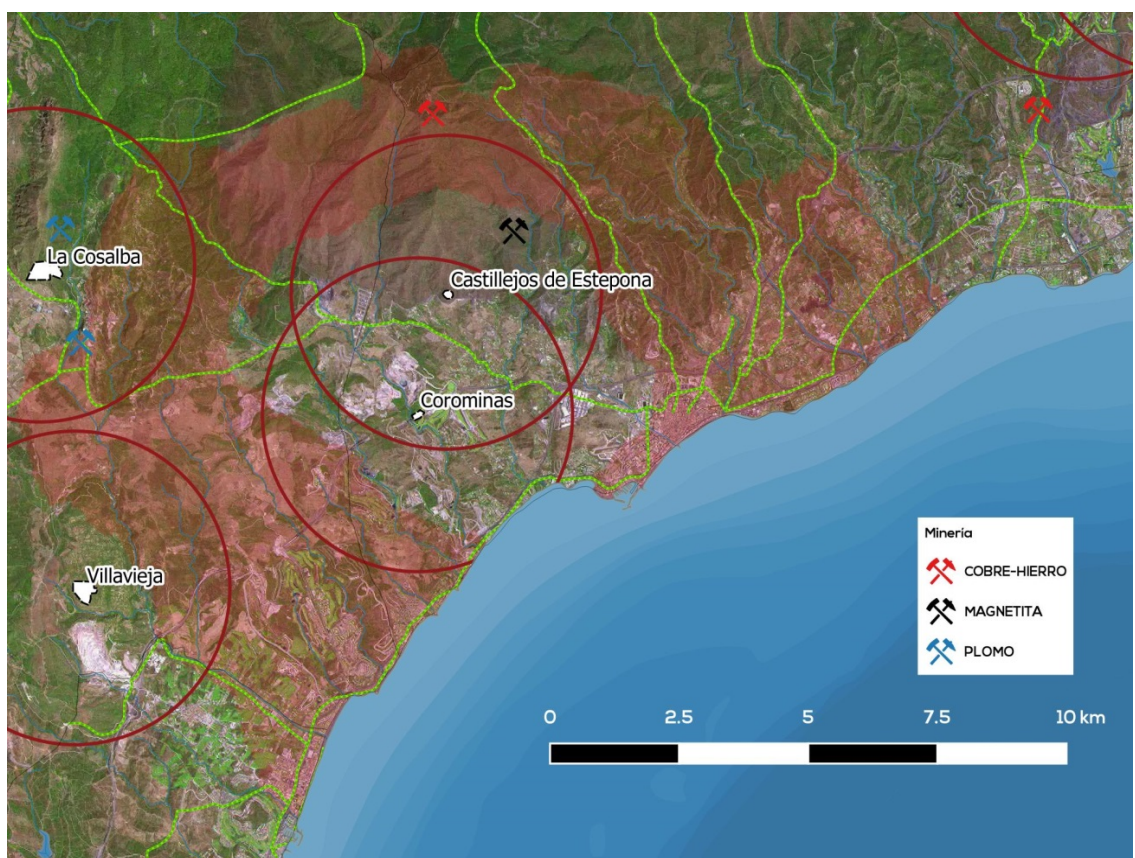 La Cosalba
Castillejos de Estepona
Corominas
Villavieja
Minería
COBRE-HIERRO
MAGNETITA
PLOMO
0 2.5 5 7.5 10 km